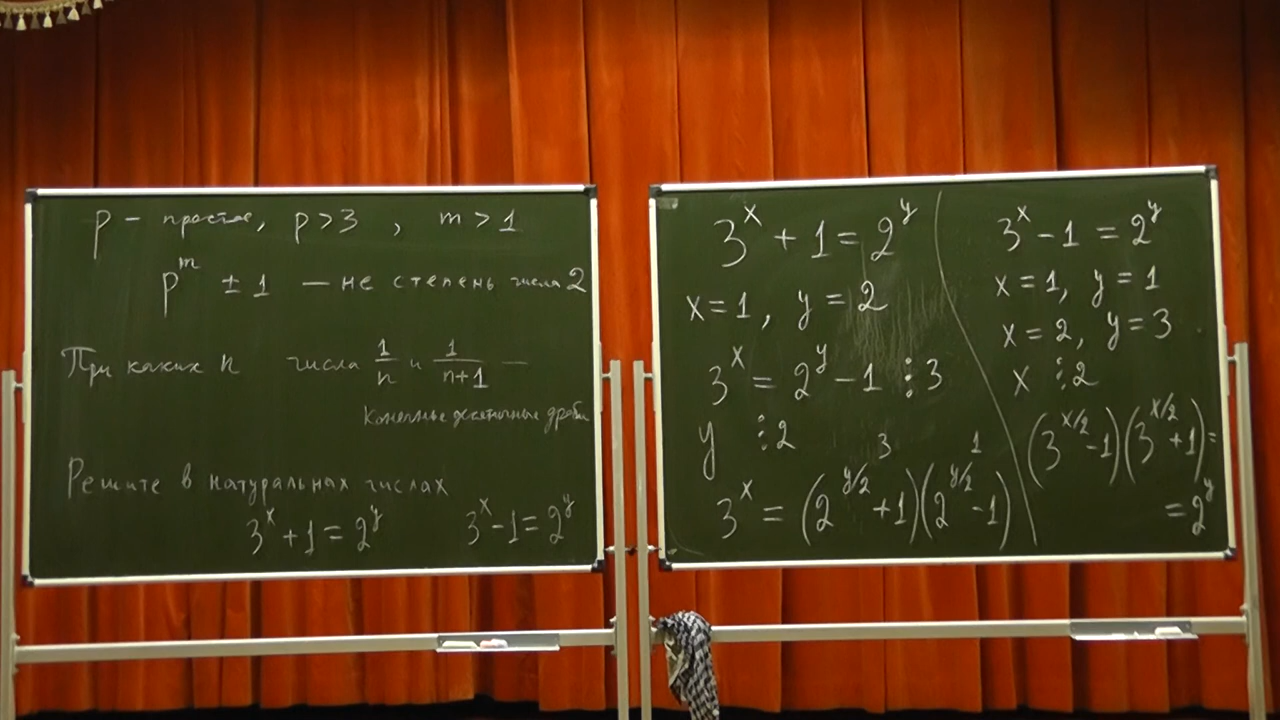 p - простое, p > 3, m > 1
p^m ± 1 — не степень числа 2
При каких n числа 1/n и 1/(n+1) —
конечные десятичные дроби
Решите в натуральных числах
3^x + 1 = 2^y 3^x - 1 = 2^y
3^x + 1 = 2^y
x = 1, y = 2
3^x = 2^y - 1 ⋮ 3
y ⋮ 2
3 1
3^x = (2^(y/2) + 1)(2^(y/2) - 1)
3^x - 1 = 2^y
x = 1, y = 1
x = 2, y = 3
x ⋮ 2
(3^(x/2) - 1)(3^(x/2) + 1) =
= 2^y